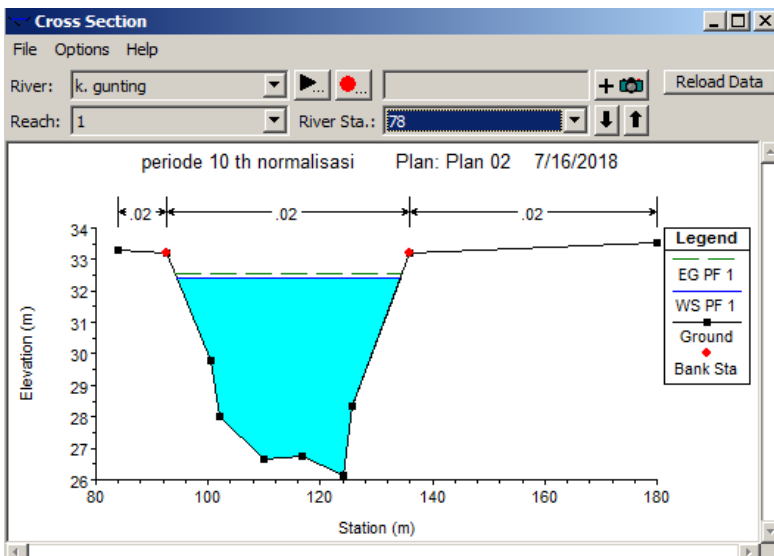 Cross Section
File Options Help
River: k. gunting
Reload Data
Reach: 1 River Sta.: 78
periode 10 th normalisasi Plan: Plan 02 7/16/2018
.02 .02 .02
34
33
32
31
30
29
28
27
26
80 100 120 140 160 180
Elevation (m)
Station (m)
Legend
EG PF 1
WS PF 1
Ground
Bank Sta